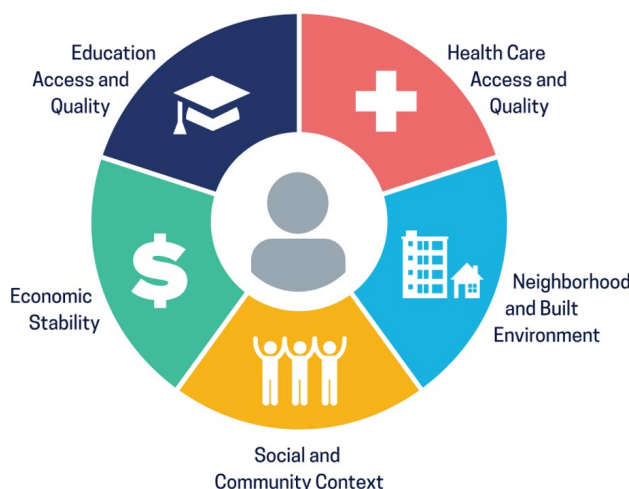 Education
Access and
Quality
Health Care
Access and
Quality
Economic
Stability
$
Neighborhood
and Built
Environment
Social and
Community Context